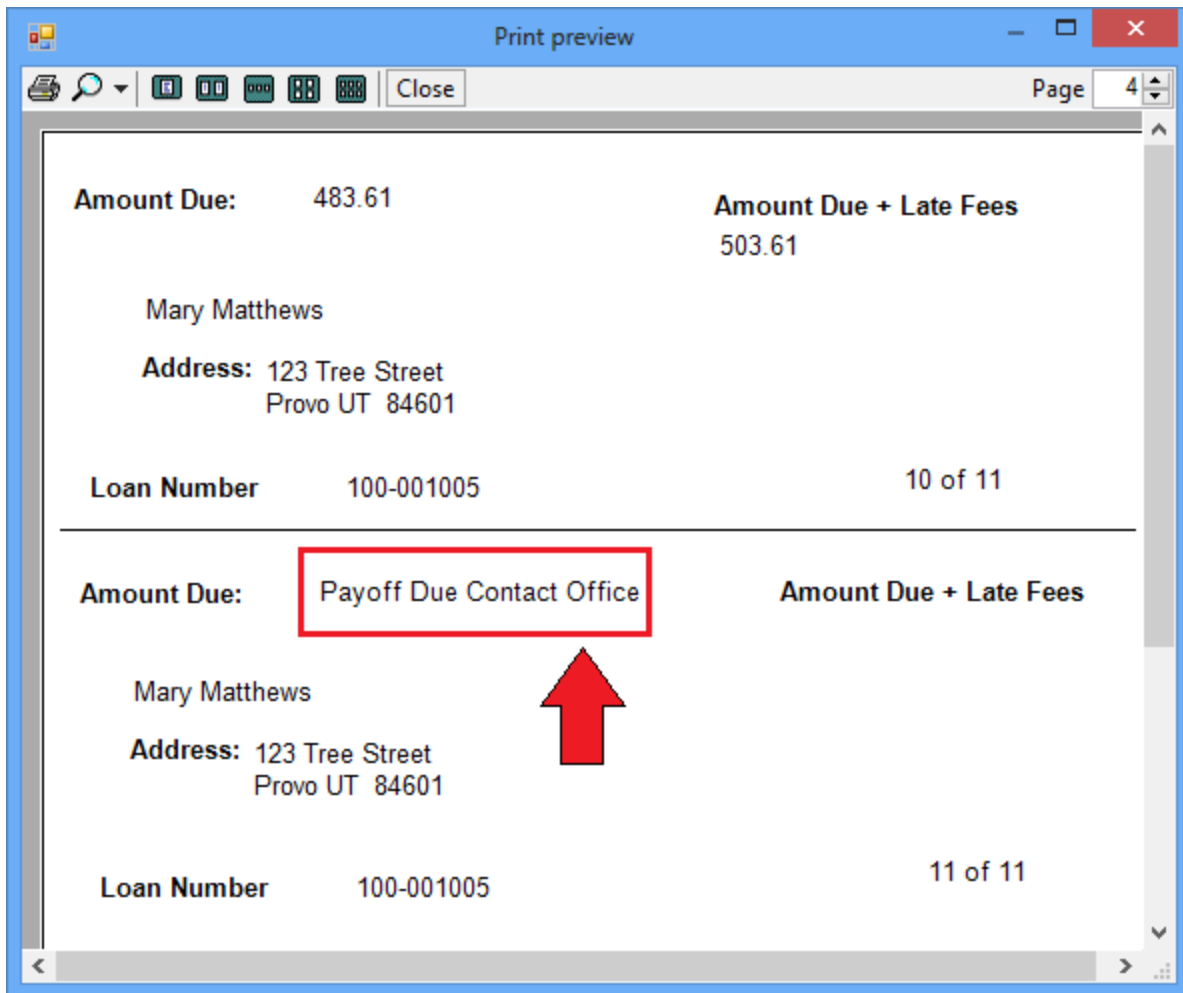 Print preview
Close
Page 4
Amount Due: 483.61
Amount Due + Late Fees
503.61
Mary Matthews
Address: 123 Tree Street
Provo UT 84601
Loan Number 100-001005
10 of 11
Amount Due: Payoff Due Contact Office Amount Due + Late Fees
Mary Matthews
Address: 123 Tree Street
Provo UT 84601
Loan Number 100-001005
11 of 11